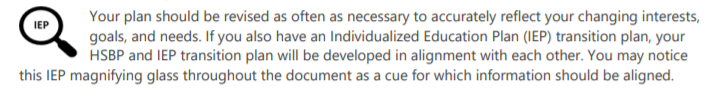 IEP
Your plan should be revised as often as necessary to accurately reflect your changing interests,
goals, and needs. If you also have an Individualized Education Plan (IEP) transition plan, your
HSBP and IEP transition plan will be developed in alignment with each other. You may notice
this IEP magnifying glass throughout the document as a cue for which information should be aligned.